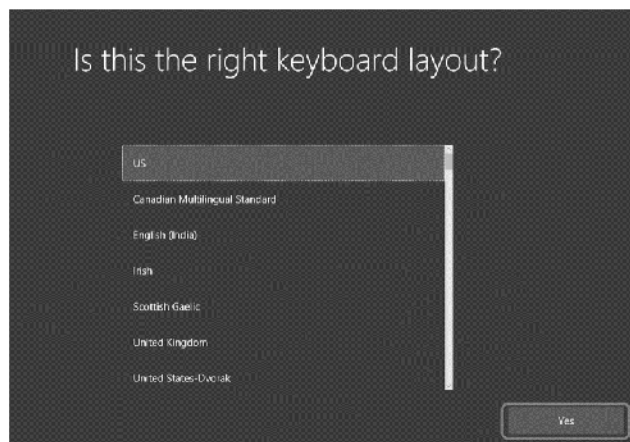 Is this the right keyboard layout?
US
Canadian Multilingual Standard
English (India)
Irish
Scottish Gaelic
United Kingdom
United States-Dvorak
Yes